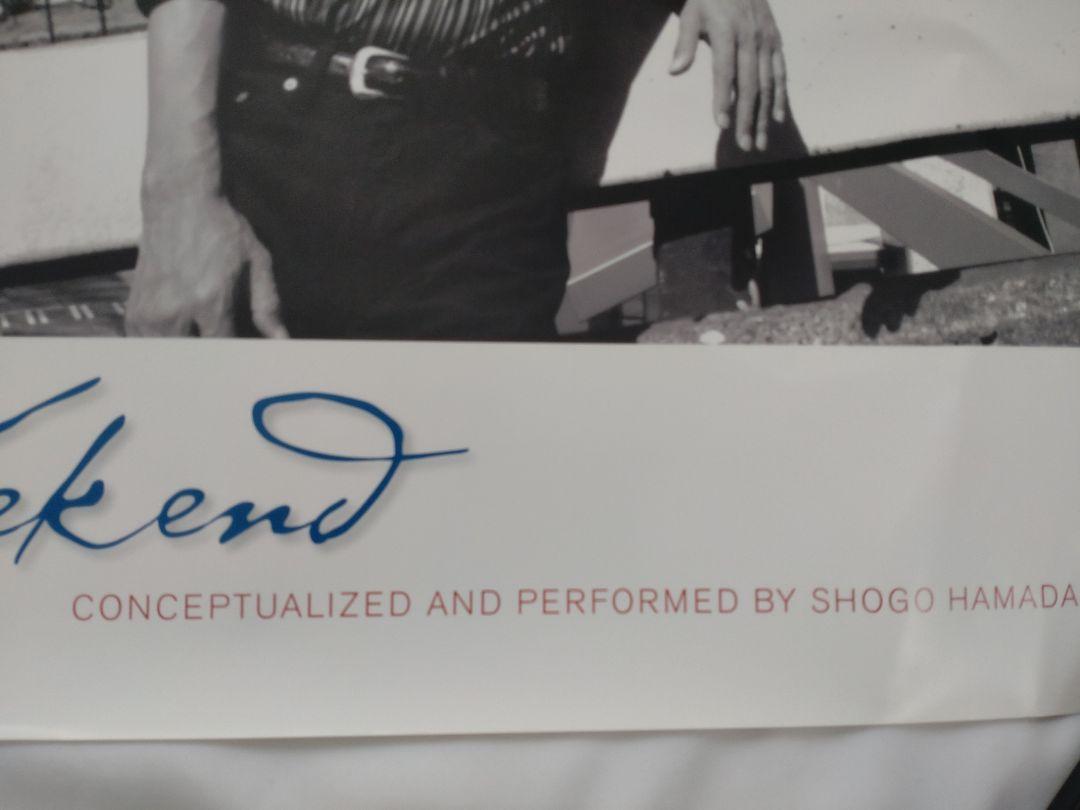 ekend
CONCEPTUALIZED AND PERFORMED BY SHOGO HAMADA